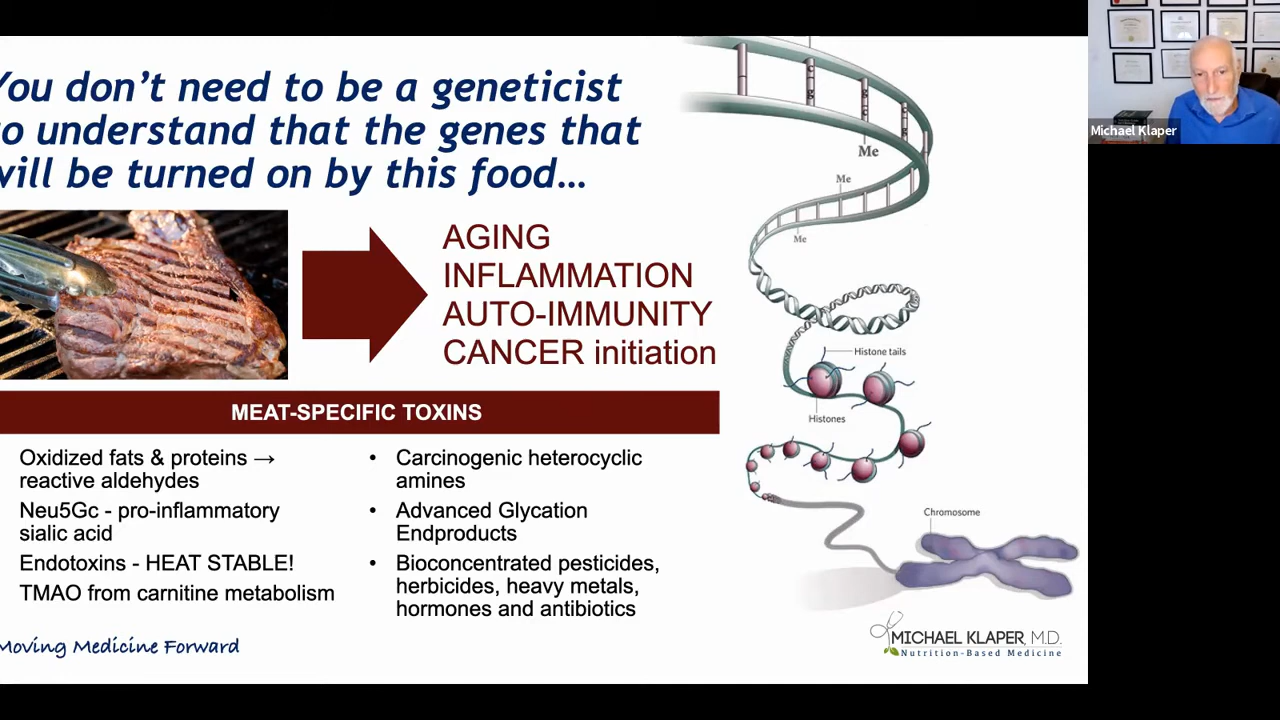 You don't need to be a geneticist
to understand that the genes that
will be turned on by this food...
AGING
INFLAMMATION
AUTO-IMMUNITY
CANCER initiation
MEAT-SPECIFIC TOXINS
Oxidized fats & proteins →
reactive aldehydes
Neu5Gc - pro-inflammatory
sialic acid
Endotoxins - HEAT STABLE!
TMAO from carnitine metabolism
• Carcinogenic heterocyclic
amines
• Advanced Glycation
Endproducts
• Bioconcentrated pesticides,
herbicides, heavy metals,
hormones and antibiotics
Moving Medicine Forward
Me
Me
Me
Histone tails
Histones
Chromosome
MICHAEL KLAPER, M.D.
Nutrition-Based Medicine
Michael Klaper